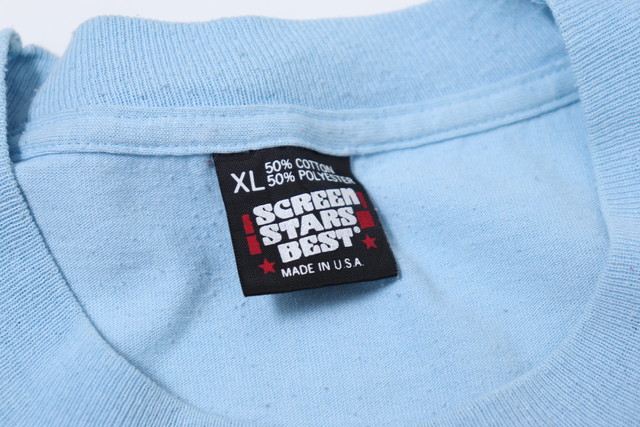 XL
50% COTTON
50% POLYESTER
SCREEN
STARS
BEST®
MADE IN U.S.A.